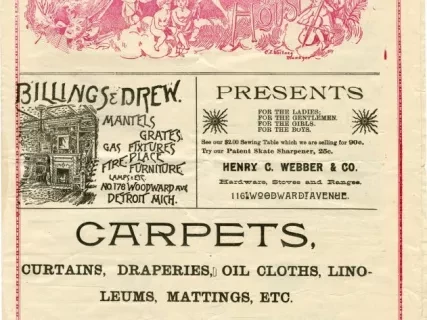 BILLINGS & DREW.
MANTELS
GRATES,
GAS FIXTURES
FIRE PLACE
FURNITURE.
LAMPS, ETC.
NO. 178 WOODWARD AV.
DETROIT MICH.
PRESENTS
FOR THE LADIES;
FOR THE GENTLEMEN.
FOR THE GIRLS.
FOR THE BOYS.
See our $2.00 Sewing Table which we are selling for 90c.
Try our Patent Skate Sharpener, 25c.
HENRY C. WEBBER & CO.
Hardware, Stoves and Ranges.
116 WOODWARD AVENUE.
CARPETS,
CURTAINS, DRAPERIES, OIL CLOTHS, LINO-
LEUMS, MATTINGS, ETC.